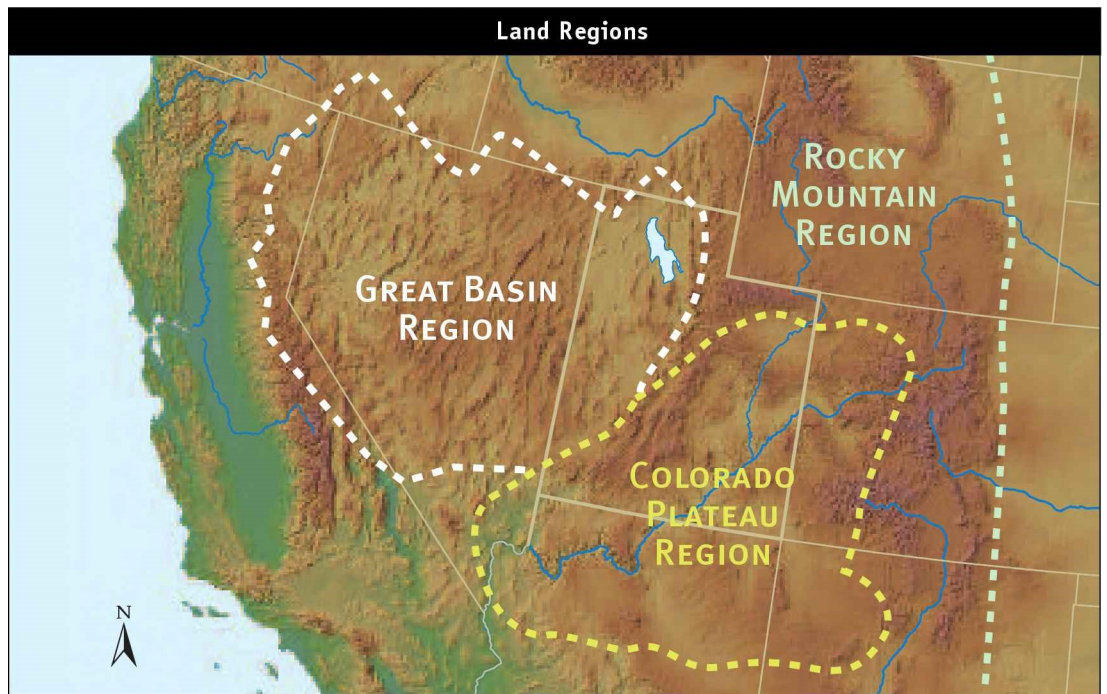 Land Regions
ROCKY
MOUNTAIN
REGION
GREAT BASIN
REGION
COLORADO
PLATEAU
REGION
N